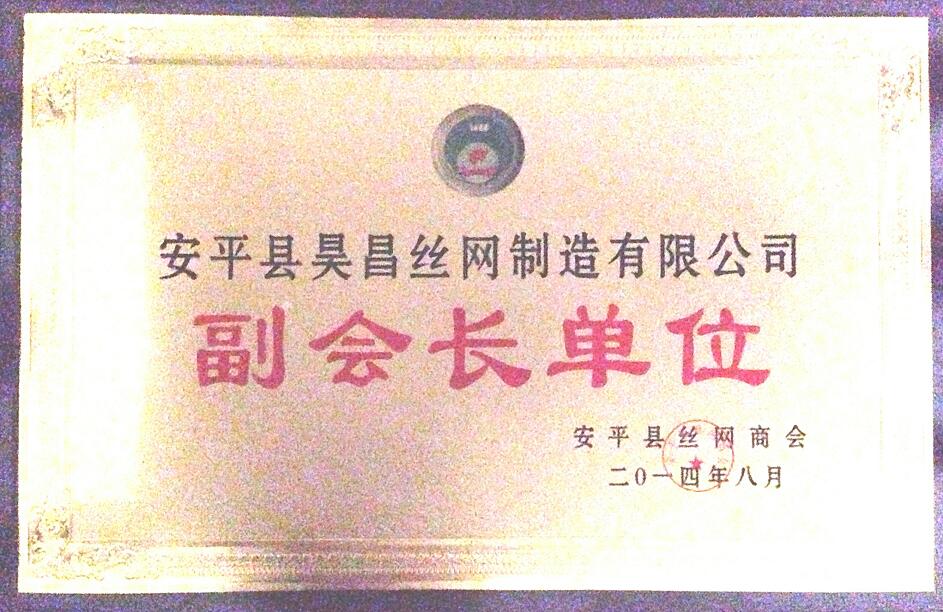 安平县昊昌丝网制造有限公司
副会长单位
安平县丝网商会
二0一四年八月